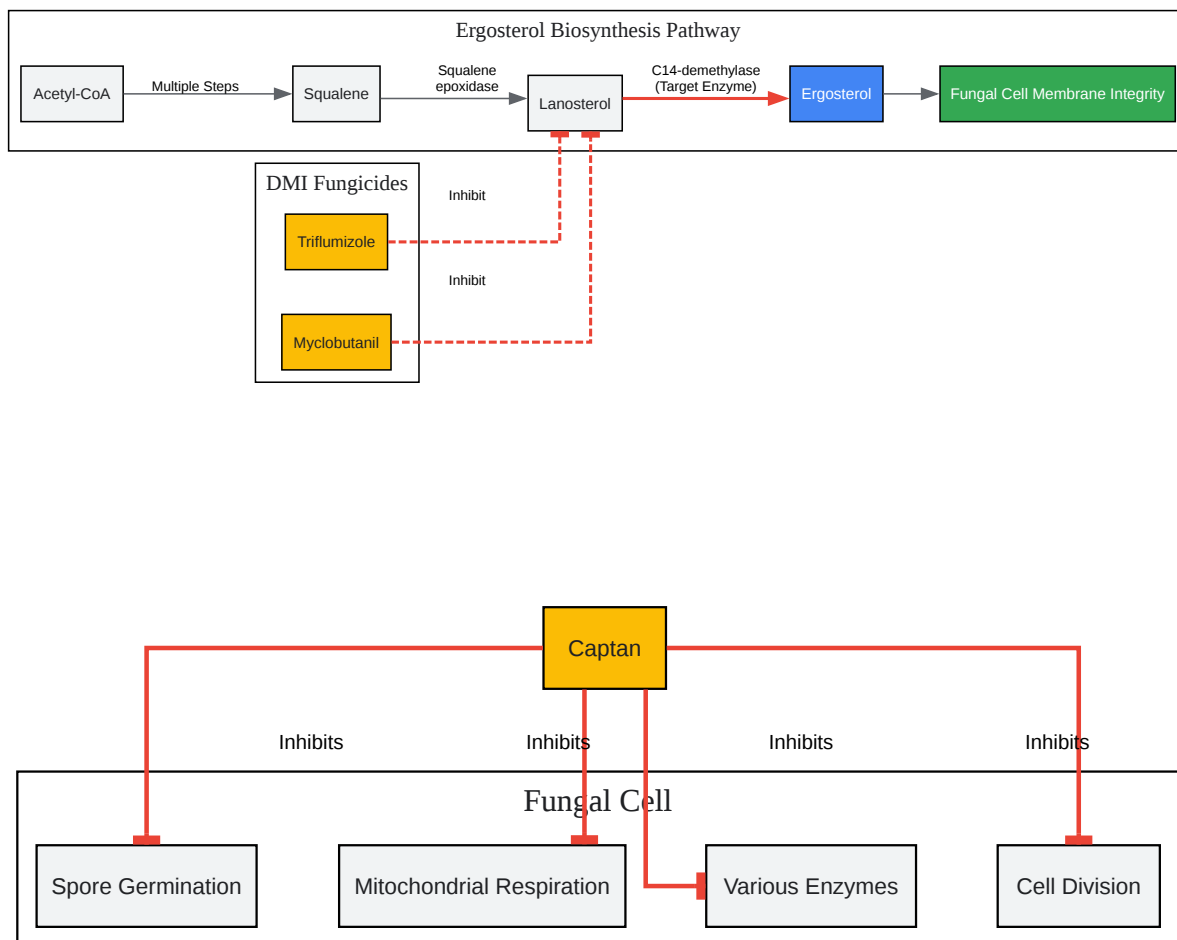 Ergosterol Biosynthesis Pathway
Acetyl-CoA
Multiple Steps
Squalene
Squalene
epoxidase
Lanosterol
C14-demethylase
(Target Enzyme)
Ergosterol
Fungal Cell Membrane Integrity
DMI Fungicides
Inhibit
Triflumizole
Inhibit
Myclobutanil
Captan
Inhibits
Inhibits
Inhibits
Inhibits
Fungal Cell
Spore Germination
Mitochondrial Respiration
Various Enzymes
Cell Division